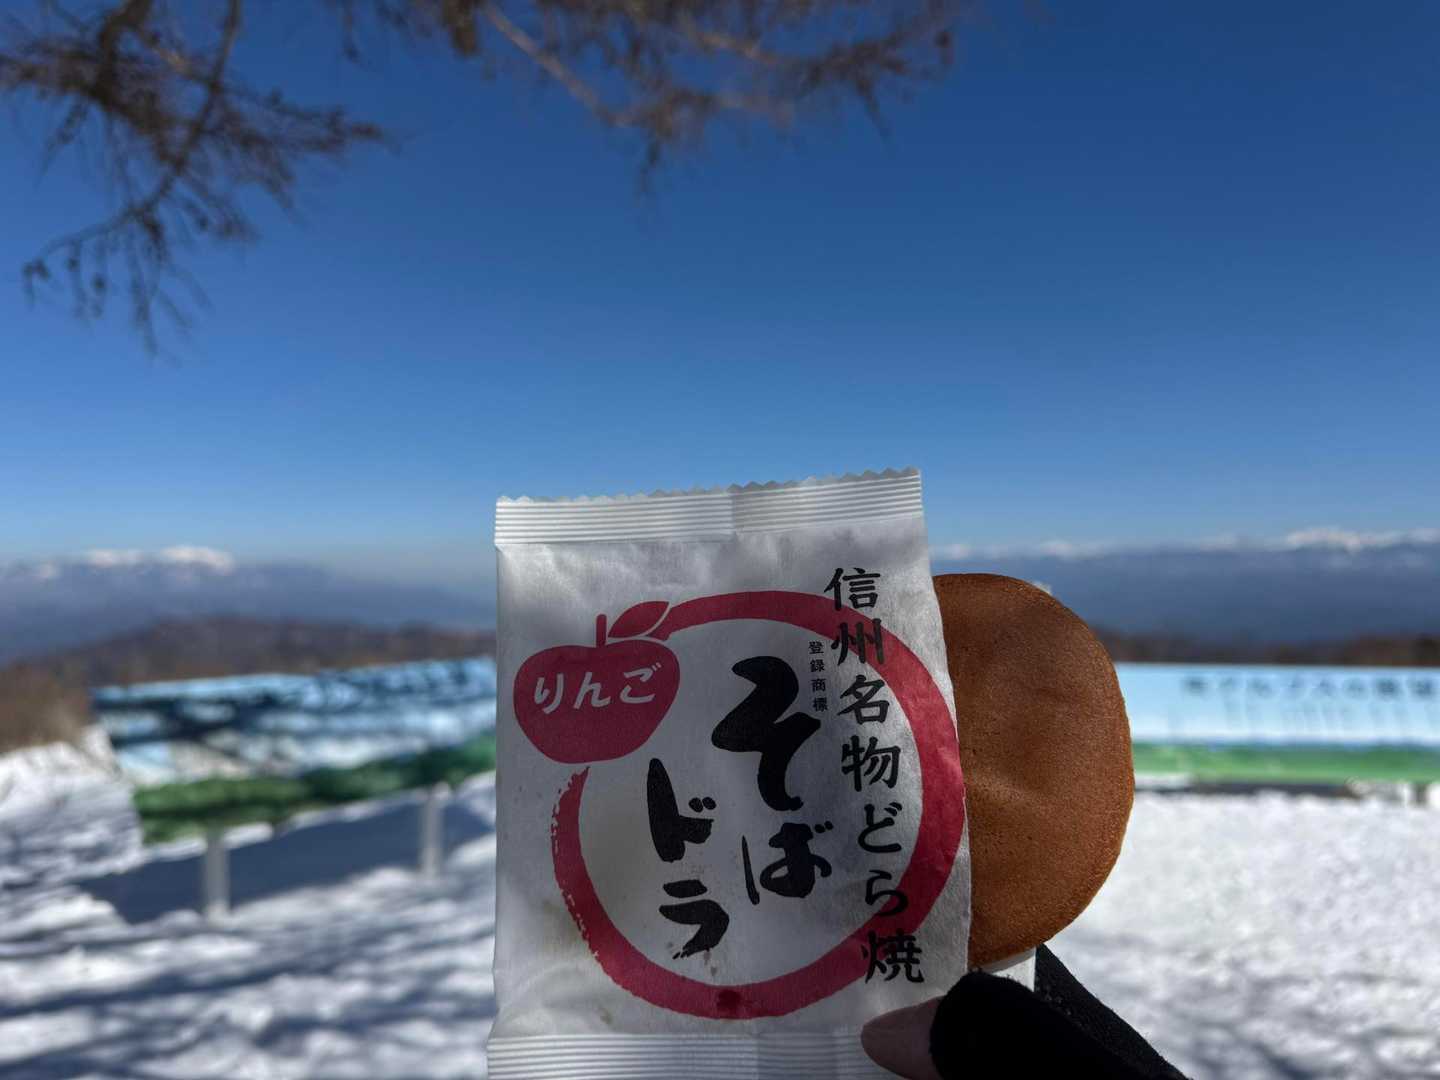 信州名物どら焼
登録商標
そば
ドラ
りんご